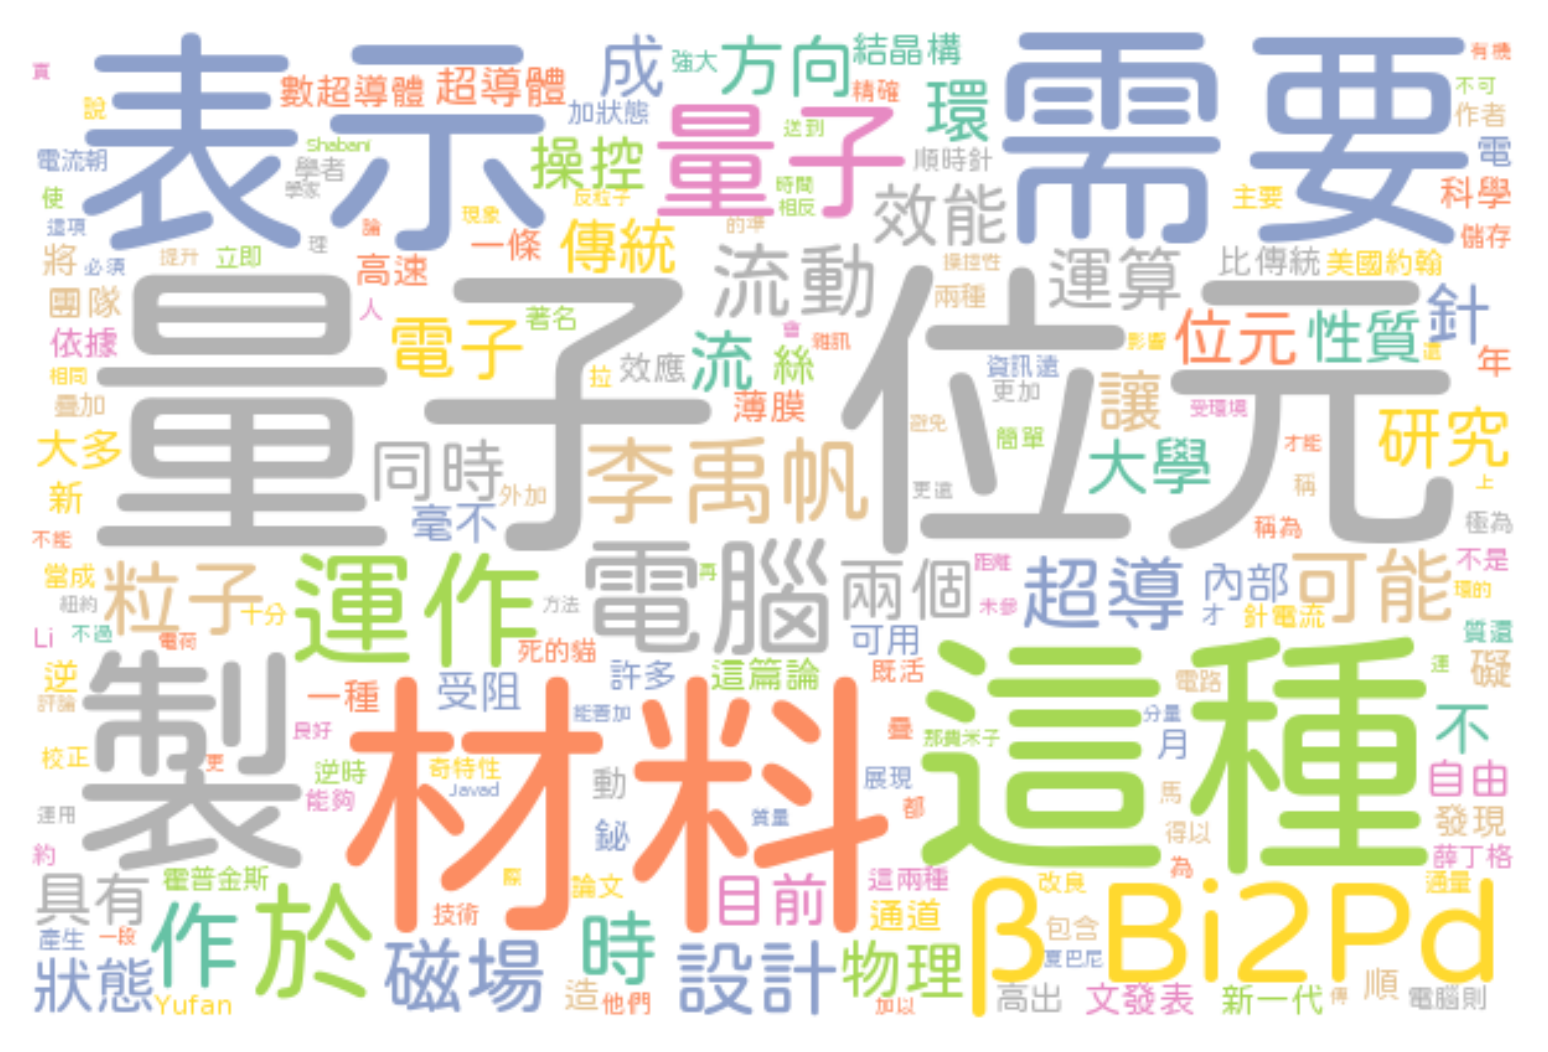 表示
需要
量子位元
製
材料
這種
βBi2Pd
運作
電腦
量子
於
李禹帆
磁場
設計
物理
作
時
超導
可能
兩個
粒子
同時
流動
運算
效能
方向
成
結晶構
強大
精確
環
有機
不可
作者
電
科學
儲存
主要
順時針
送到
時間
相反
的準
操控
反粒子
數超導體
超導體
加狀態
Shabani
學者
學家
現象
論
理
一條
傳統
高速
電流朝
說
使
這項
將
必須
提升
立即
團隊
依據
相同
疊加
大多
新
不能
人
電子
著名
效應
拉
流
絲
會
雜訊
薄膜
操控性
兩種
資訊遠
更加
簡單
避免
更遠
影響
位元
性質
針
年
比傳統
美國約翰
還
讓
受環境
大學
才能
稱
稱為
研究
上
極為
不是
環的
質還
礙
運
外加
毫不
當成
紐約
十分
Li
不過
電荷
方法
再
死的貓
距離
未參
可用
內部
才
針電流
逆
評論
一種
受阻
許多
這篇論
既活
電路
分量
月
不
自由
發現
薛丁格
能善加
良好
校正
更
逆時
能夠
奇特性
Javad
動
鉍
質量
疊
展現
都
那費米子
馬
得以
為
運用
約
具有
霍普金斯
產生
一段
狀態
Yufan
技術
論文
際
目前
這兩種
通道
改良
包含
夏巴尼
通量
造
他們
加以
高出
文發表
新一代
傳
順
電腦則